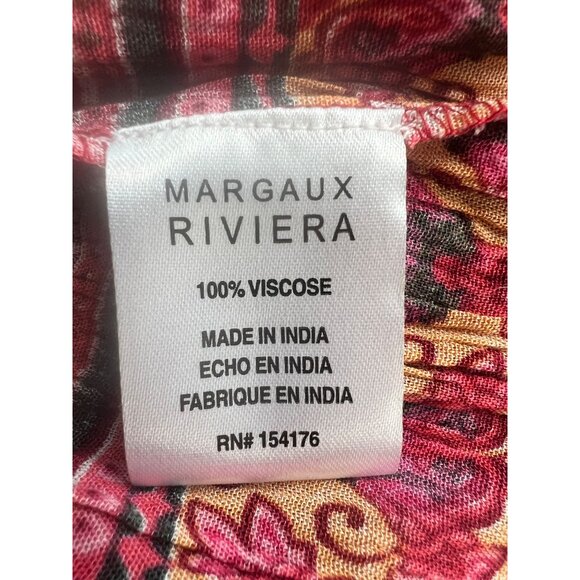 MARGAUX
RIVIERA
100% VISCOSE
MADE IN INDIA
ECHO EN INDIA
FABRIQUE EN INDIA
RN# 154176